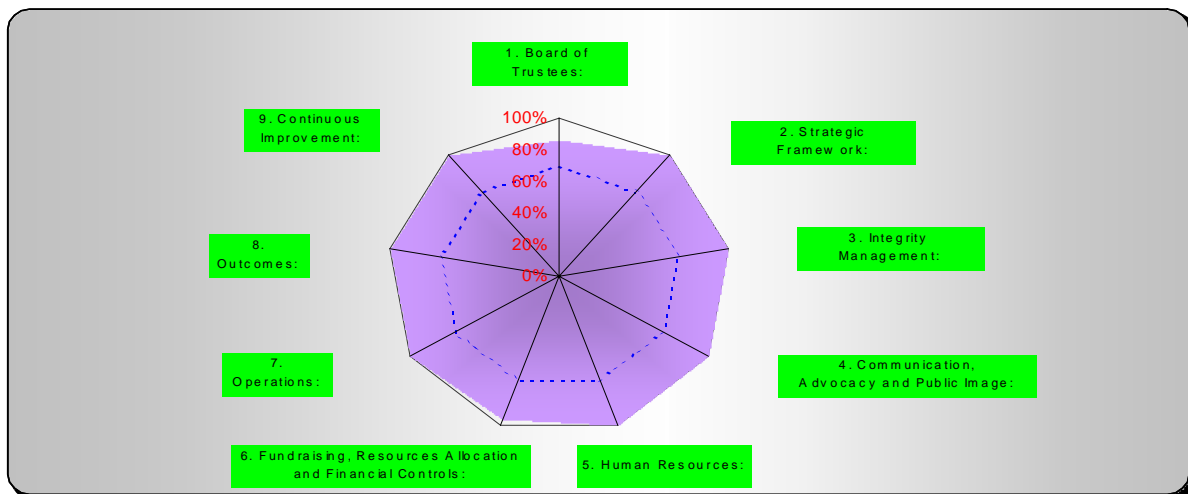 1. Board of
Trustees:
9. Continuous
Improvement:
100%
2. Strategic
Framework:
80%
60%
40%
20%
0%
8.
Outcomes:
3. Integrity
Management:
7.
Operations:
4. Communication,
Advocacy and Public Image:
6. Fundraising, Resources Allocation
and Financial Controls:
5. Human Resources: